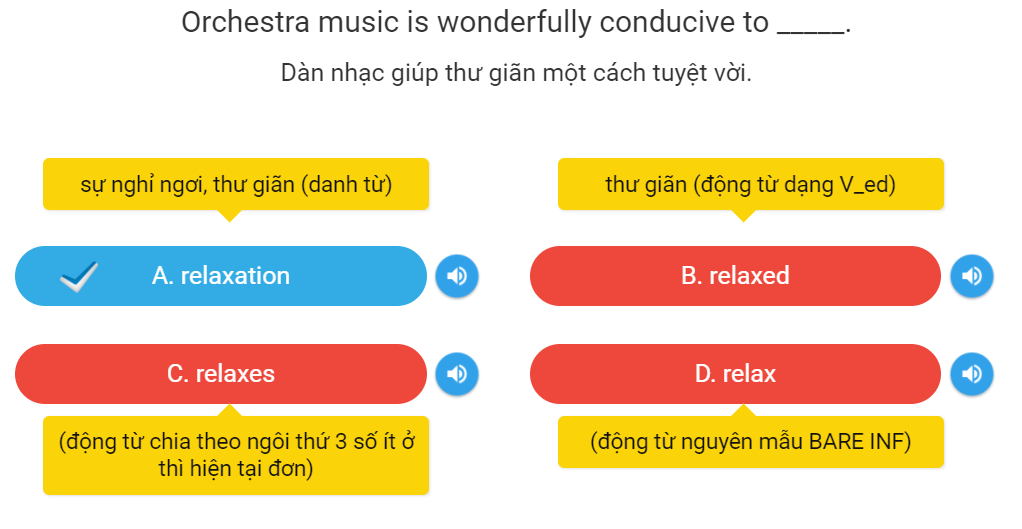 Orchestra music is wonderfully conducive to _____.
Dàn nhạc giúp thư giãn một cách tuyệt vời.
sự nghỉ ngơi, thư giãn (danh từ)
thư giãn (động từ dạng V_ed)
A. relaxation
B. relaxed
C. relaxes
D. relax
(động từ chia theo ngôi thứ 3 số ít ở
thì hiện tại đơn)
(động từ nguyên mẫu BARE INF)